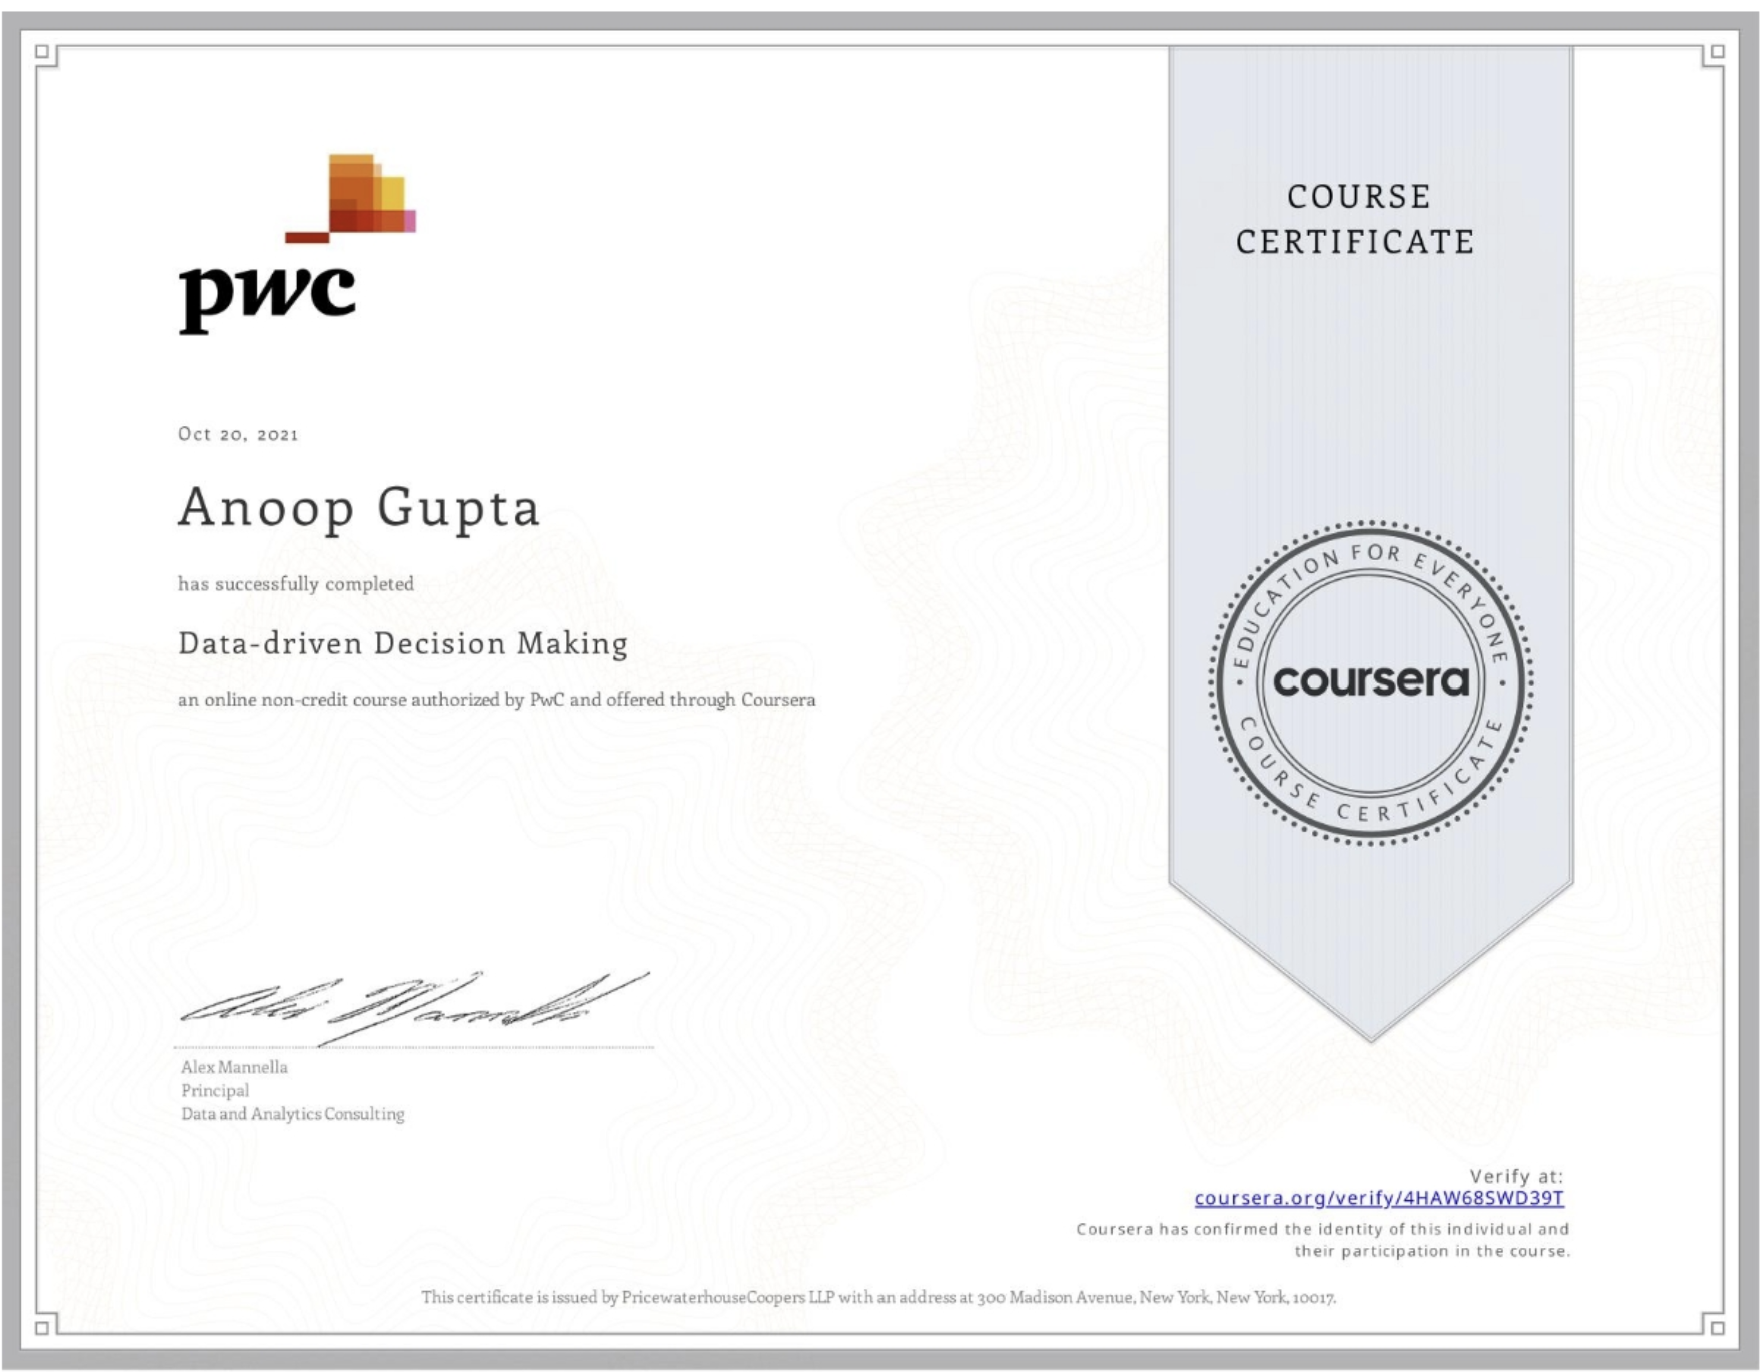 pwc
Oct 20, 2021
Anoop Gupta
has successfully completed
Data-driven Decision Making
an online non-credit course authorized by PwC and offered through Coursera
Alex Mannella
Alex Mannella
Principal
Data and Analytics Consulting
COURSE
CERTIFICATE
EDUCATION FOR EVERYONE
coursera
COURSE CERTIFICATE
Verify at:
coursera.org/verify/4HAW68SWD39T
Coursera has confirmed the identity of this individual and
their participation in the course.
This certificate is issued by PricewaterhouseCoopers LLP with an address at 300 Madison Avenue, New York, New York, 10017.